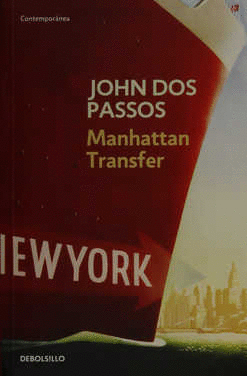 Contemporánea
JOHN DOS
PASSOS
Manhattan
Transfer
NEW YORK
DEBOLSILLO